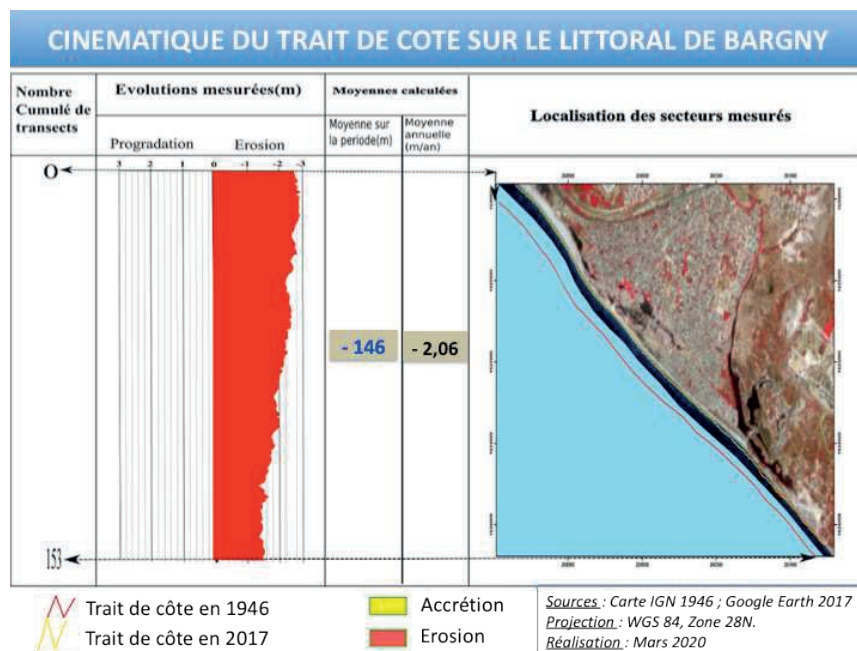 CINEMATIQUE DU TRAIT DE COTE SUR LE LITTORAL DE BARGNY
Nombre
Cumulé de
transects
Evolutions mesurées(m)
Progradation Erosion
Moyennes calculées
Moyenne sur
la periode(m)
Moyenne
annuelle
(m/an)
Localisation des secteurs mesurés
3 2 1 0 -1 -2 -3
O
- 146
- 2,06
153
Trait de côte en 1946
Trait de côte en 2017
Accrétion
Erosion
Sources : Carte IGN 1946 ; Google Earth 2017
Projection : WGS 84, Zone 28N.
Réalisation : Mars 2020